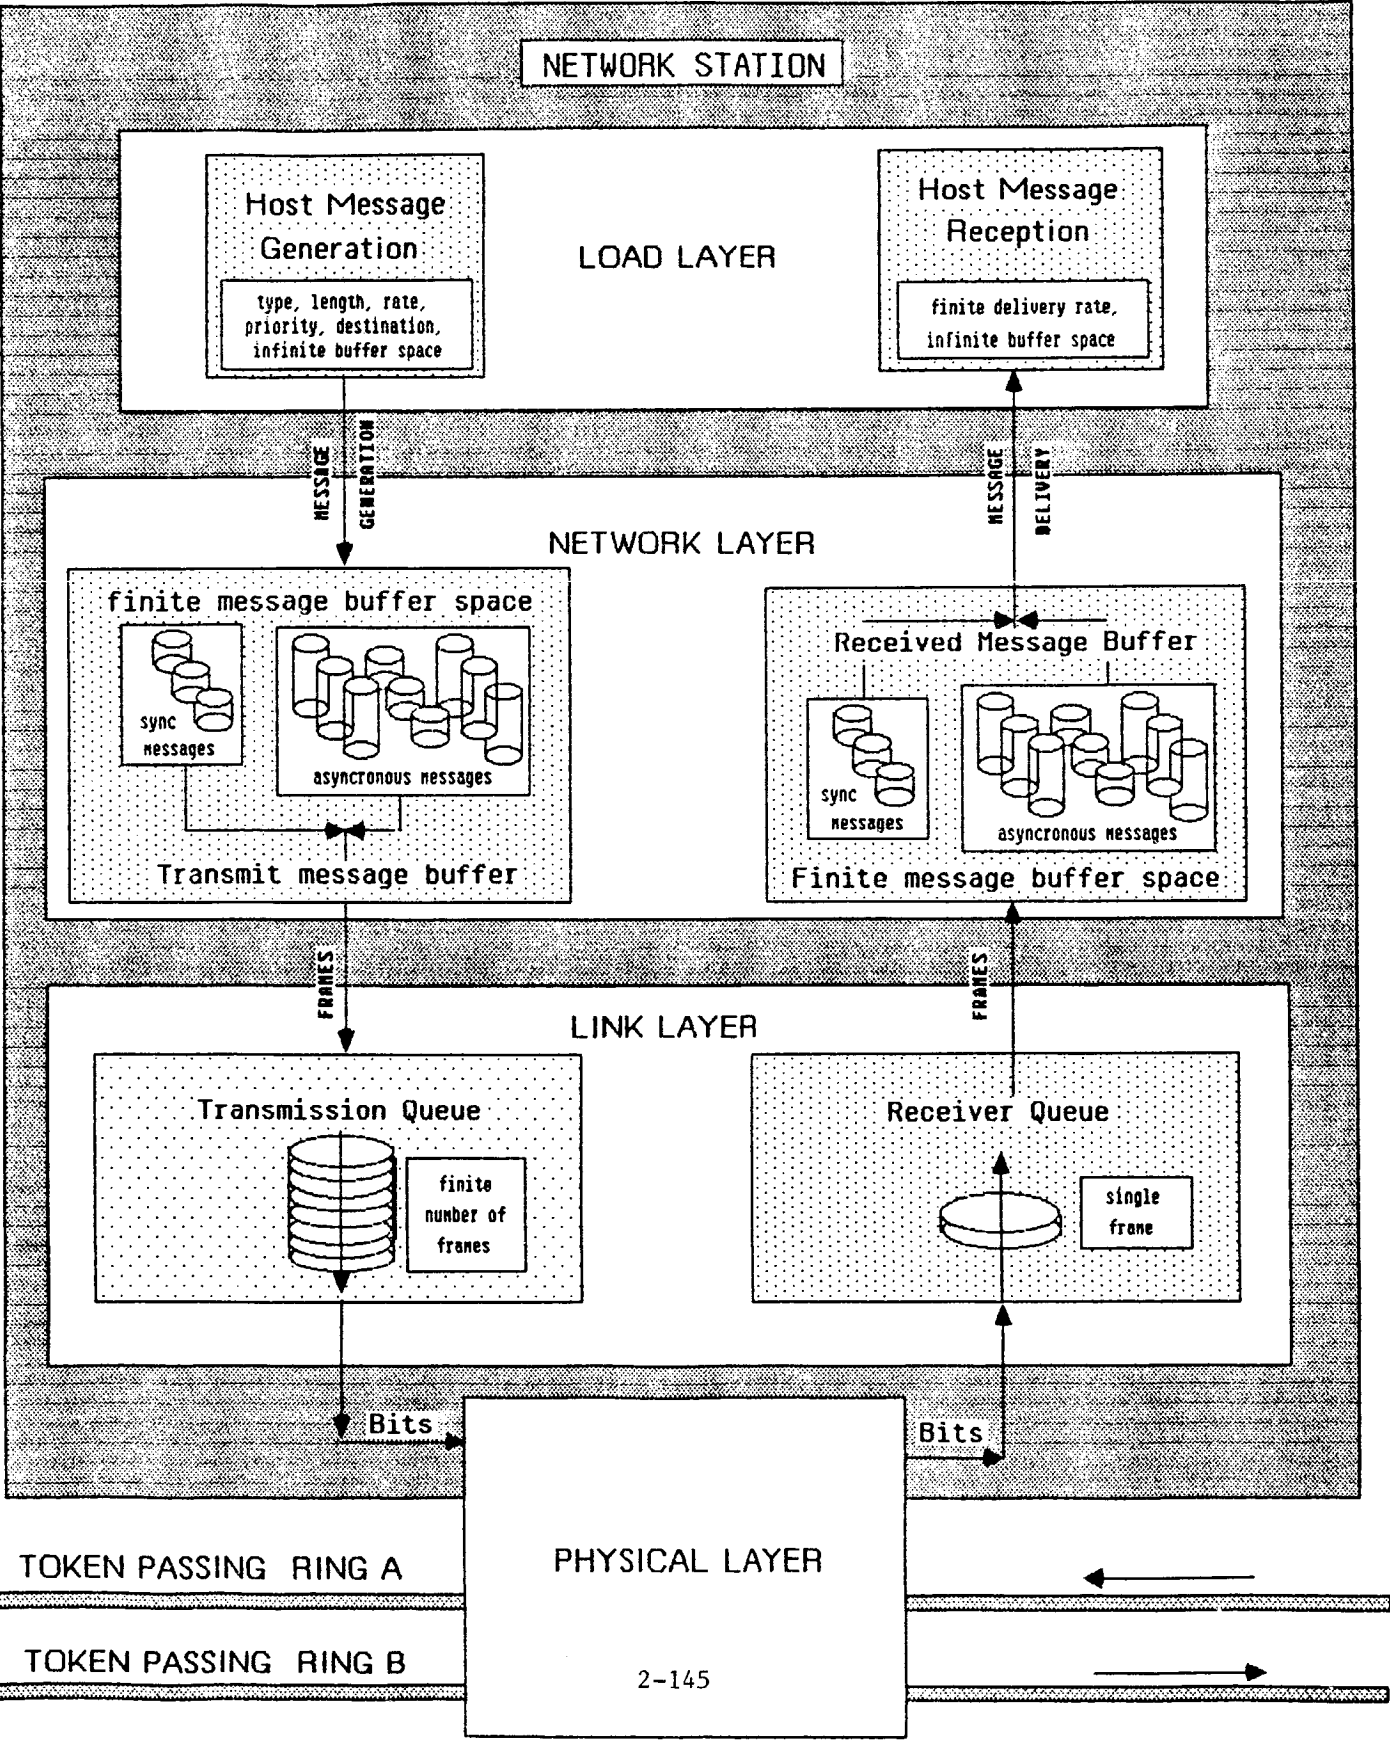 NETWORK STATION
Host Message
Generation
type, length, rate,
priority, destination,
infinite buffer space
LOAD LAYER
Host Message
Reception
finite delivery rate,
infinite buffer space
MESSAGE
GENERATION
MESSAGE
DELIVERY
NETWORK LAYER
finite message buffer space
sync
messages
asyncronous messages
Transmit message buffer
Received Message Buffer
sync
messages
asyncronous messages
Finite message buffer space
FRAMES
FRAMES
LINK LAYER
Transmission Queue
finite
number of
frames
Receiver Queue
single
frame
Bits
Bits
PHYSICAL LAYER
TOKEN PASSING RING A
TOKEN PASSING RING B
2-145